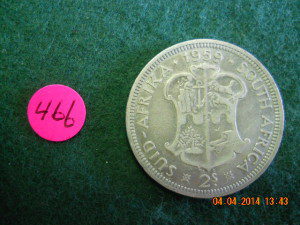 466
SUID-AFRIKA · 1959 · SOUTH AFRICA
2S
04.04.2014 13:43